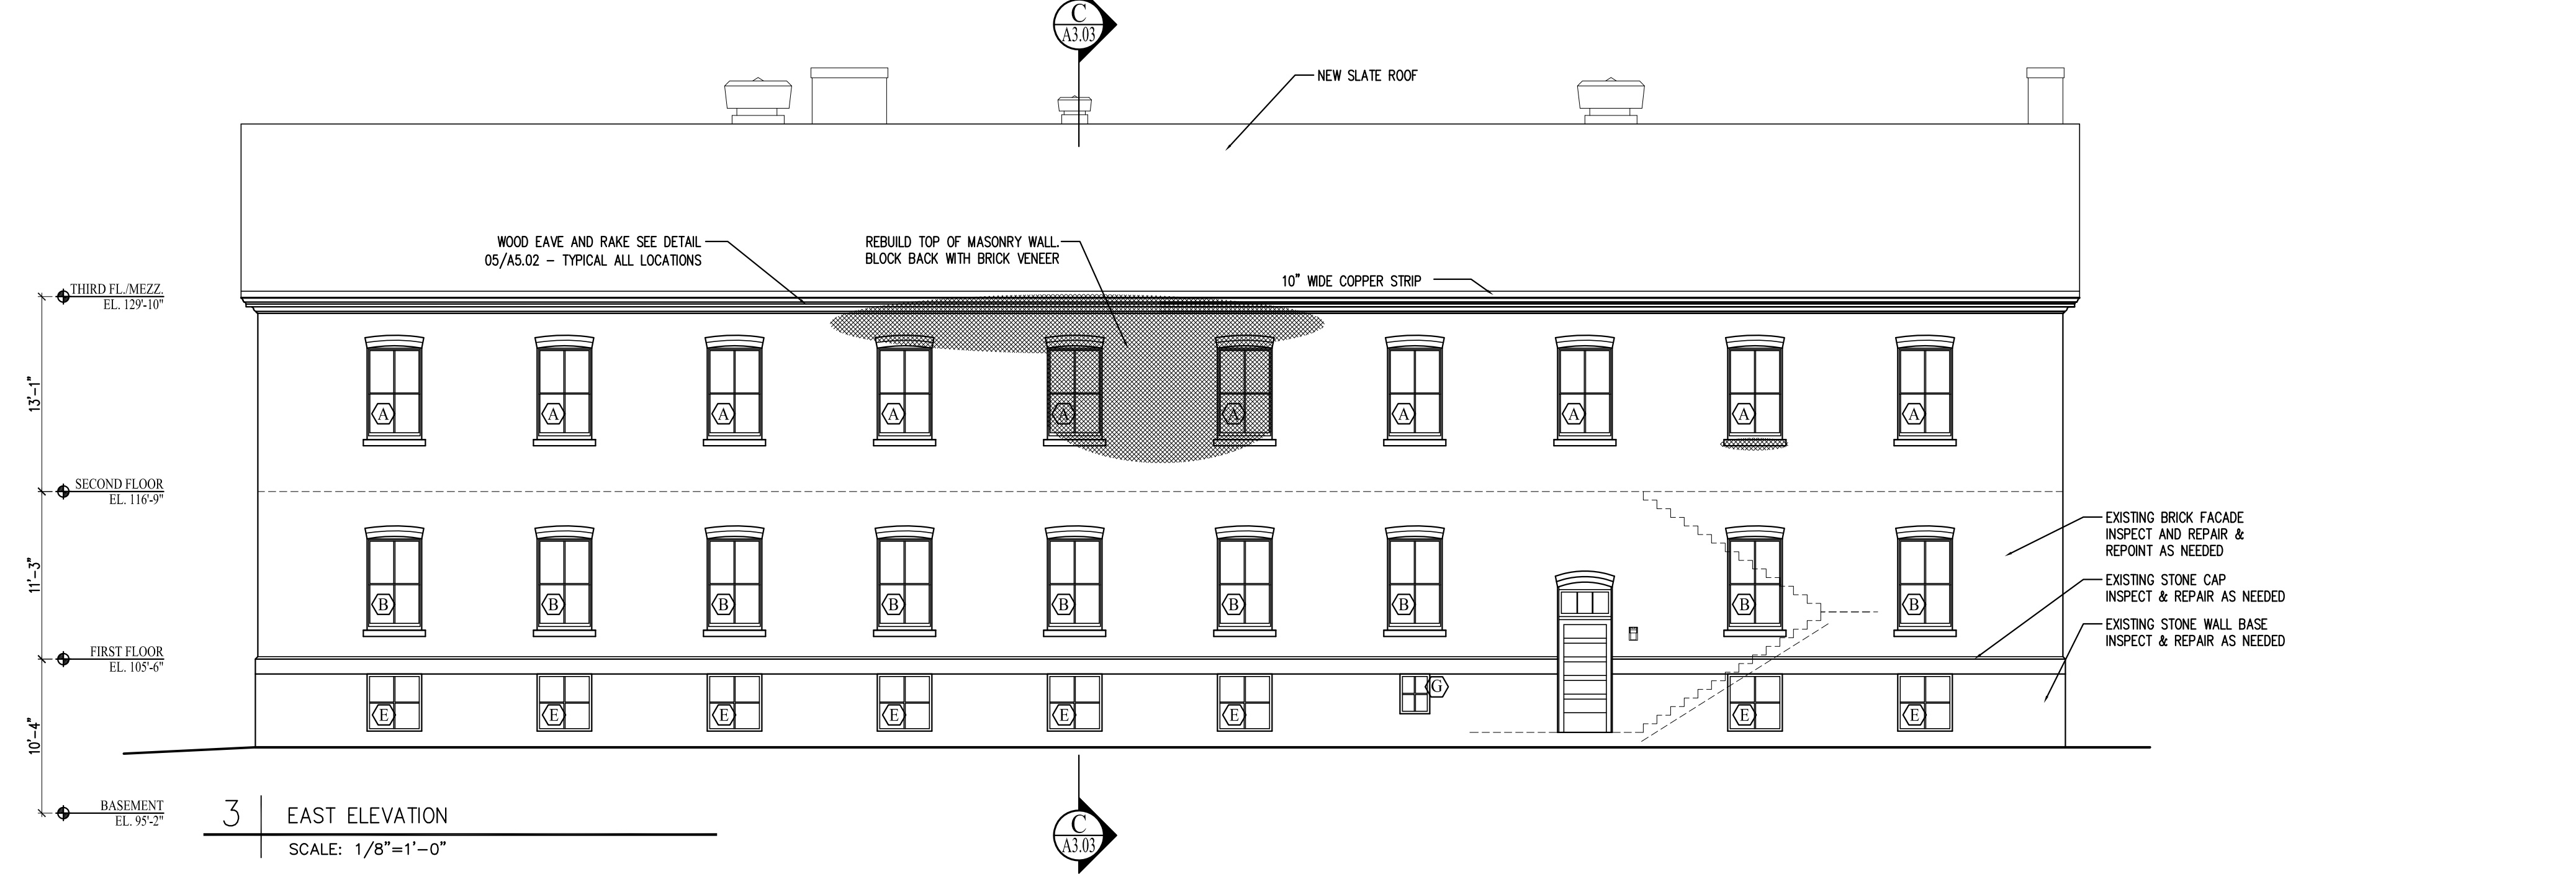 C
A3.03
NEW SLATE ROOF
WOOD EAVE AND RAKE SEE DETAIL
05/A5.02 - TYPICAL ALL LOCATIONS
REBUILD TOP OF MASONRY WALL.
BLOCK BACK WITH BRICK VENEER
10" WIDE COPPER STRIP
THIRD FL./MEZZ.
EL. 129'-10"
13'-1"
A A A A A A A A A A
SECOND FLOOR
EL. 116'-9"
EXISTING BRICK FACADE
INSPECT AND REPAIR &
REPOINT AS NEEDED
11'-3"
EXISTING STONE CAP
INSPECT & REPAIR AS NEEDED
B B B B B B B B B
EXISTING STONE WALL BASE
INSPECT & REPAIR AS NEEDED
FIRST FLOOR
EL. 105'-6"
G
E E E E E E E E
10'-4"
BASEMENT
EL. 95'-2"
3
EAST ELEVATION
SCALE: 1/8"=1'-0"
C
A3.03